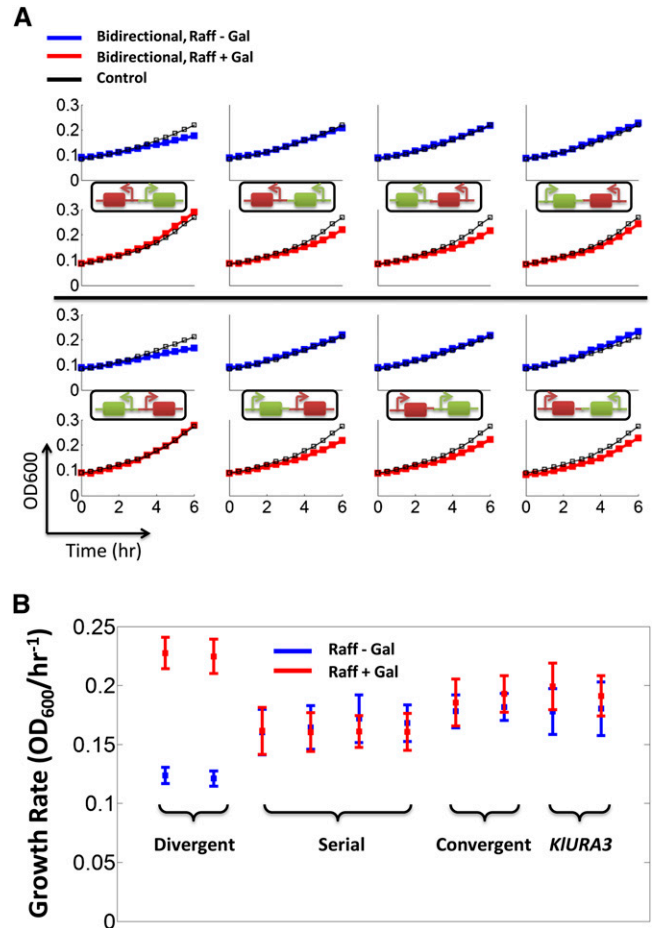 A
Bidirectional, Raff - Gal
Bidirectional, Raff + Gal
Control
0.3
0.2
0.1
0.3
0.2
0.1
0
0.3
0.2
0.1
0
0.3
0.2
0.1
0
0 2 4 6 0 2 4 6 0 2 4 6 0 2 4 6
OD600
Time (hr)
B
0.25
0.2
0.15
0.1
0.05
0
Growth Rate (OD600/hr-1)
Raff - Gal
Raff + Gal
Divergent Serial Convergent KlURA3